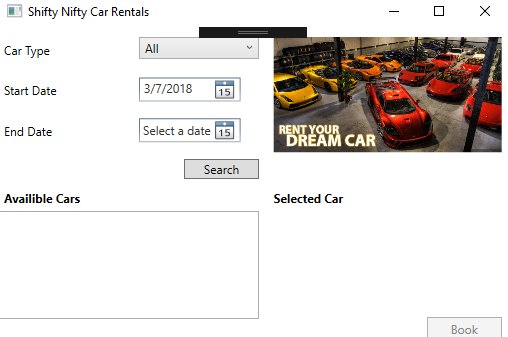 Shifty Nifty Car Rentals
Car Type
All
Start Date
3/7/2018
15
End Date
Select a date
15
RENT YOUR
DREAM CAR
Search
Availible Cars
Selected Car
Book